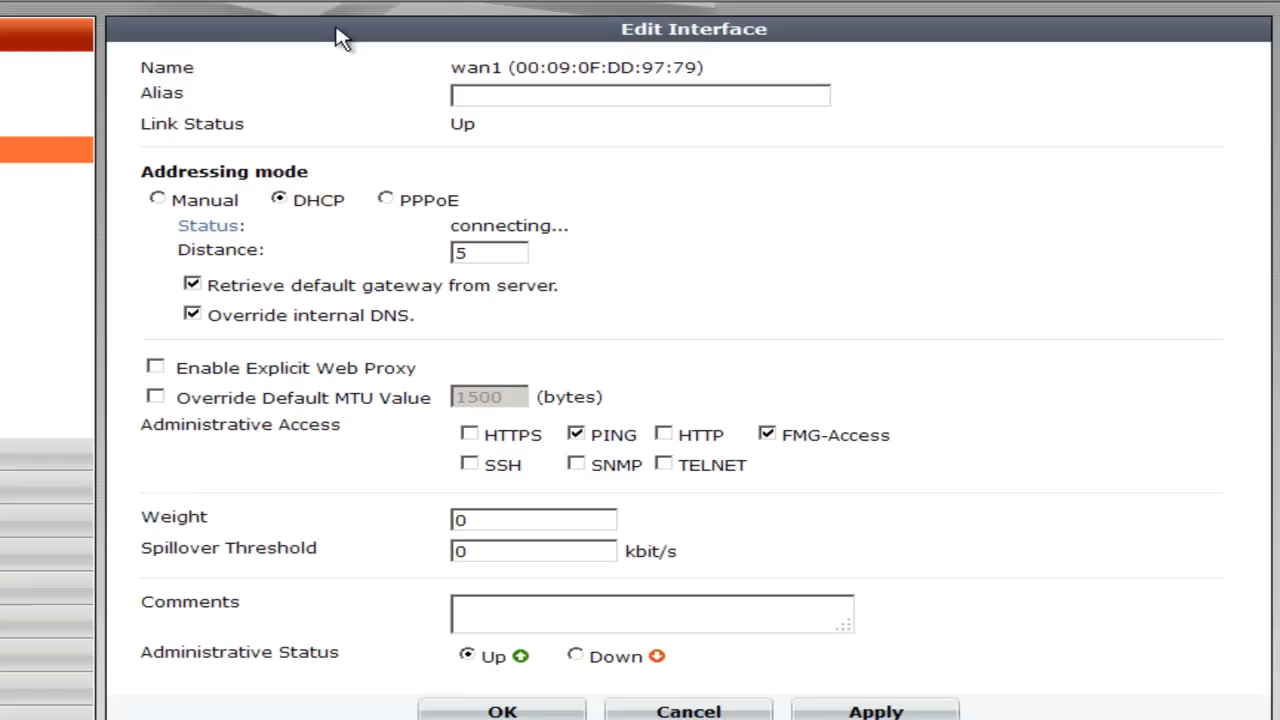 Edit Interface
Name wan1 (00:09:0F:DD:97:79)
Alias
Link Status Up
Addressing mode
Manual DHCP PPPoE
Status: connecting...
Distance: 5
Retrieve default gateway from server.
Override internal DNS.
Enable Explicit Web Proxy
Override Default MTU Value 1500 (bytes)
Administrative Access
HTTPS PING HTTP FMG-Access
SSH SNMP TELNET
Weight 0
Spillover Threshold 0 kbit/s
Comments
Administrative Status Up Down
OK Cancel Apply